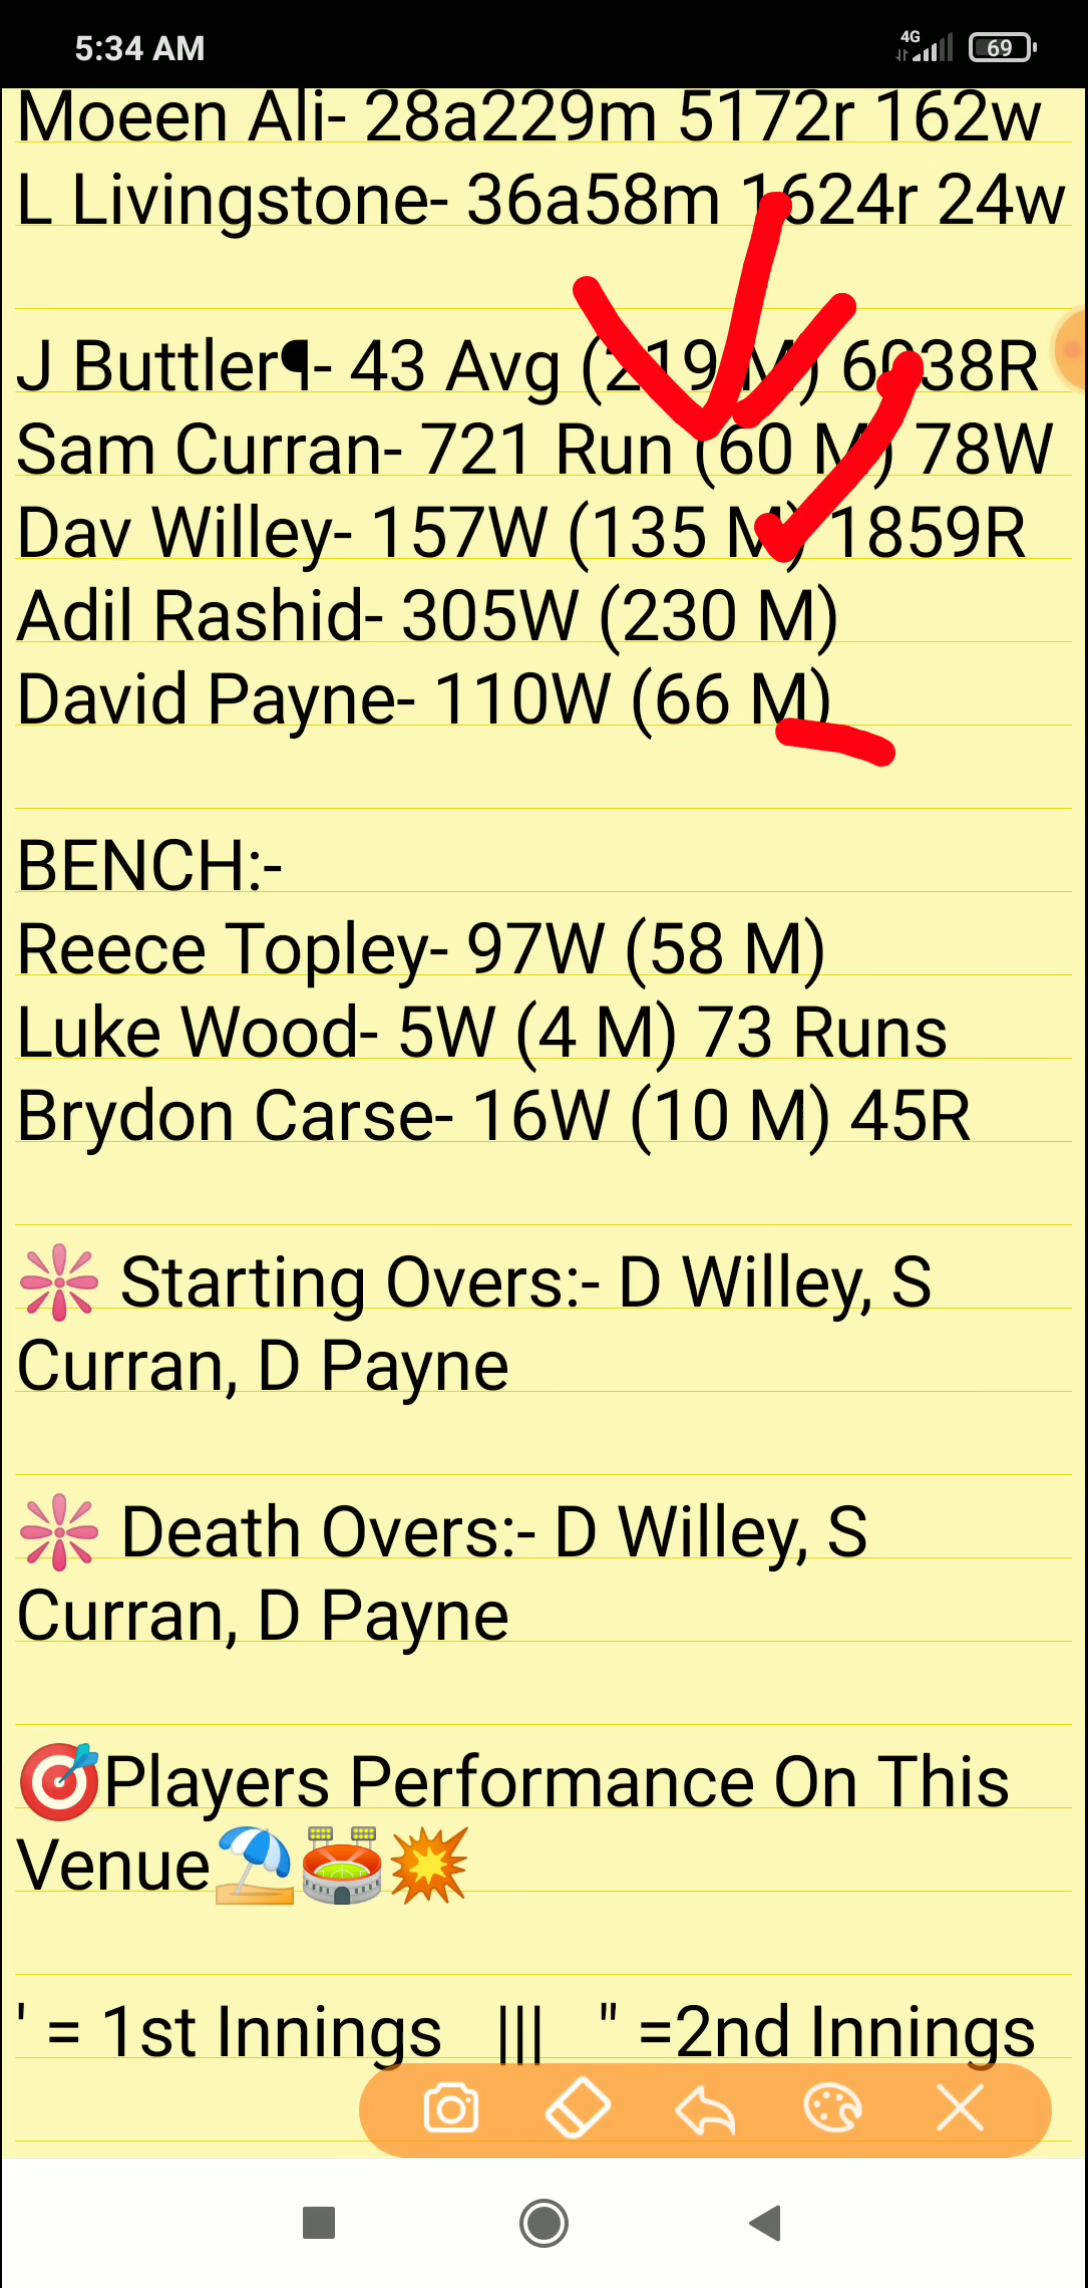 5:34 AM 4G 69
Moeen Ali- 28a229m 5172r 162w
L Livingstone- 36a58m 1624r 24w
J Buttler¶- 43 Avg (219 M) 6038R
Sam Curran- 721 Run (60 M) 78W
Dav Willey- 157W (135 M) 1859R
Adil Rashid- 305W (230 M)
David Payne- 110W (66 M)
BENCH:-
Reece Topley- 97W (58 M)
Luke Wood- 5W (4 M) 73 Runs
Brydon Carse- 16W (10 M) 45R
Starting Overs:- D Willey, S
Curran, D Payne
Death Overs:- D Willey, S
Curran, D Payne
🎯Players Performance On This
Venue⛱🏟💥
' = 1st Innings ||| " =2nd Innings